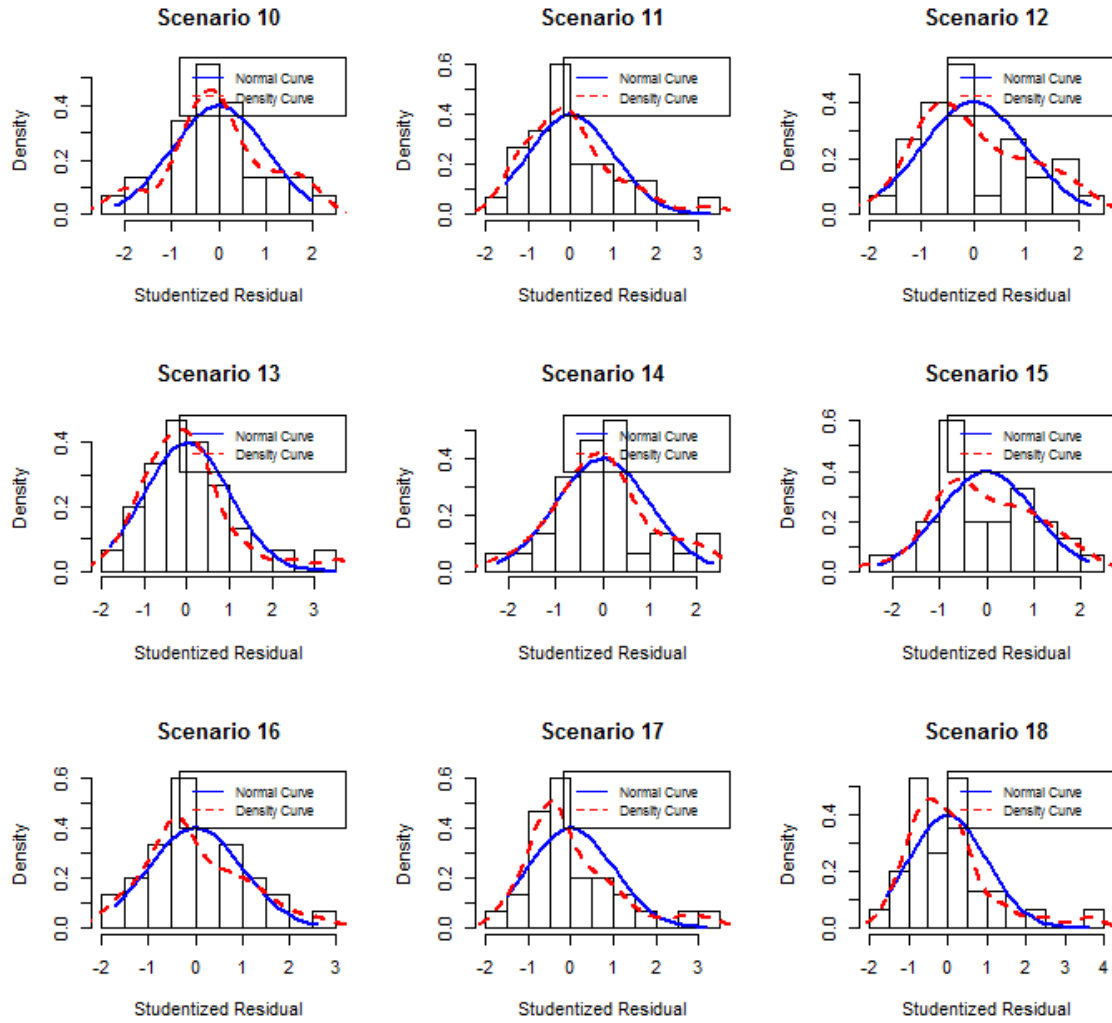 Scenario 10
Normal Curve
Density Curve
Density
0.0 0.2 0.4
-2 -1 0 1 2
Studentized Residual
Scenario 11
Normal Curve
Density Curve
Density
0.0 0.2 0.4 0.6
-2 -1 0 1 2 3
Studentized Residual
Scenario 12
Normal Curve
Density Curve
Density
0.0 0.2 0.4
-2 -1 0 1 2
Studentized Residual
Scenario 13
Normal Curve
Density Curve
Density
0.0 0.2 0.4
-2 -1 0 1 2 3
Studentized Residual
Scenario 14
Normal Curve
Density Curve
Density
0.0 0.2 0.4
-2 -1 0 1 2
Studentized Residual
Scenario 15
Normal Curve
Density Curve
Density
0.0 0.2 0.4 0.6
-2 -1 0 1 2
Studentized Residual
Scenario 16
Normal Curve
Density Curve
Density
0.0 0.2 0.4 0.6
-2 -1 0 1 2 3
Studentized Residual
Scenario 17
Normal Curve
Density Curve
Density
0.0 0.2 0.4 0.6
-2 -1 0 1 2 3
Studentized Residual
Scenario 18
Normal Curve
Density Curve
Density
0.0 0.2 0.4
-2 -1 0 1 2 3 4
Studentized Residual